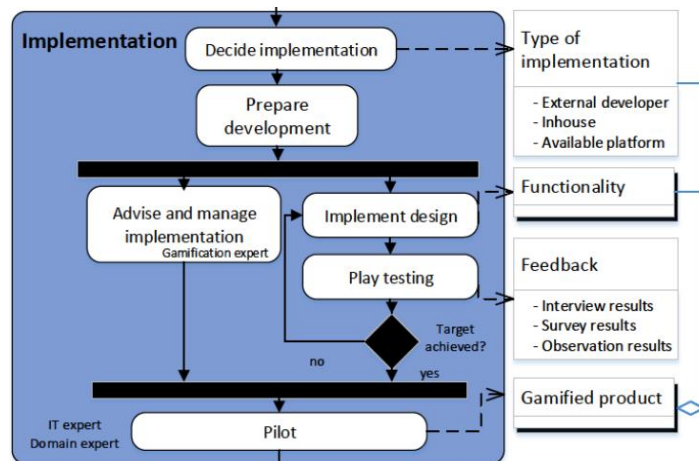 Implementation
Decide implementation
Prepare
development
Advise and manage
implementation
Gamification expert
Implement design
Play testing
Target
achieved?
no
yes
IT expert
Domain expert
Pilot
Type of
implementation
- External developer
- Inhouse
- Available platform
Functionality
Feedback
- Interview results
- Survey results
- Observation results
Gamified product